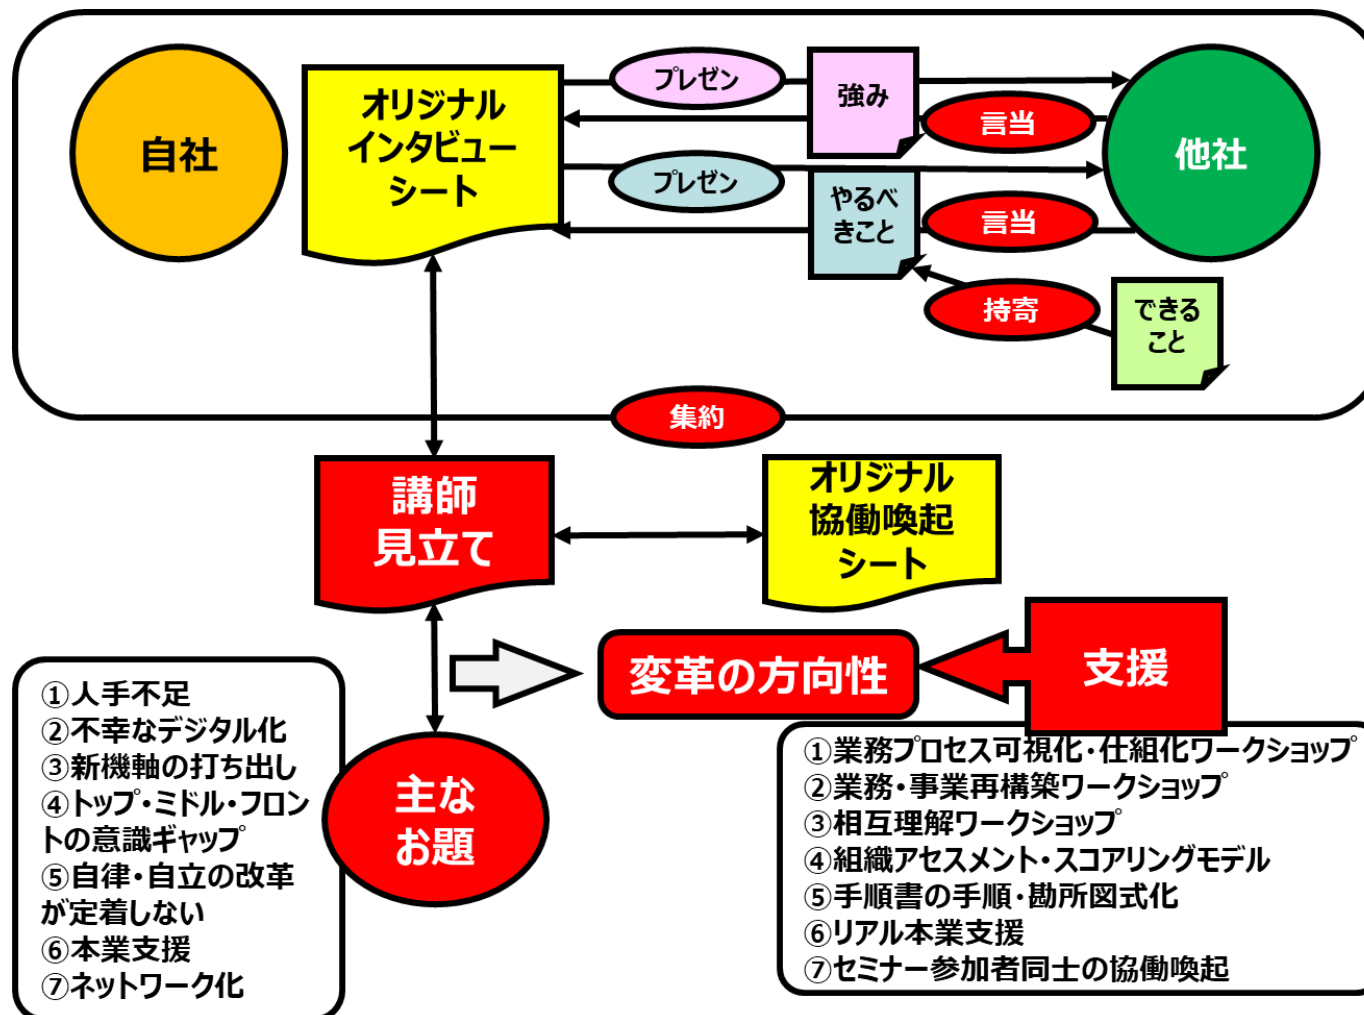 自社
オリジナル
インタビュー
シート
プレゼン
強み
言当
他社
プレゼン
やるべ
きこと
言当
持寄
できる
こと
集約
講師
見立て
オリジナル
協働喚起
シート
変革の方向性
支援
①人手不足
②不幸なデジタル化
③新機軸の打ち出し
④トップ・ミドル・フロン
トの意識ギャップ
⑤自律・自立の改革
が定着しない
⑥本業支援
⑦ネットワーク化
主な
お題
①業務プロセス可視化・仕組化ワークショップ
②業務・事業再構築ワークショップ
③相互理解ワークショップ
④組織アセスメント・スコアリングモデル
⑤手順書の手順・勘所図式化
⑥リアル本業支援
⑦セミナー参加者同士の協働喚起